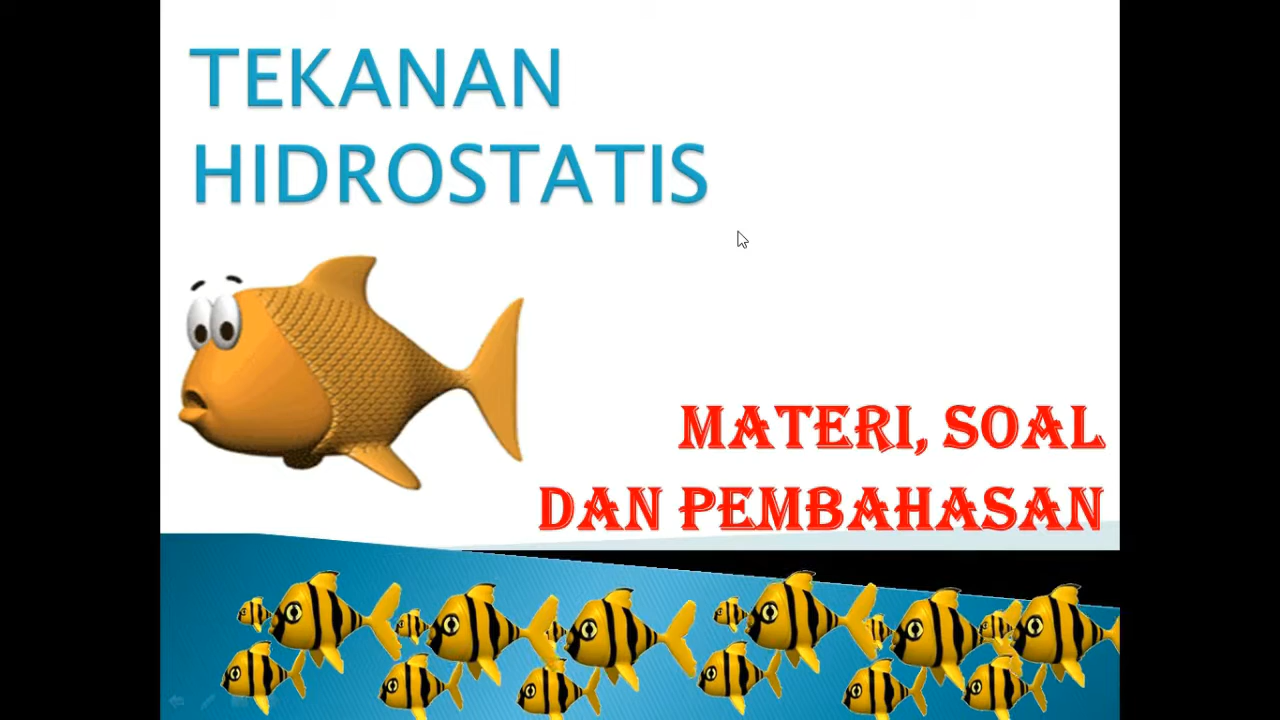 TEKANAN
HIDROSTATIS
MATERI, SOAL
DAN PEMBAHASAN